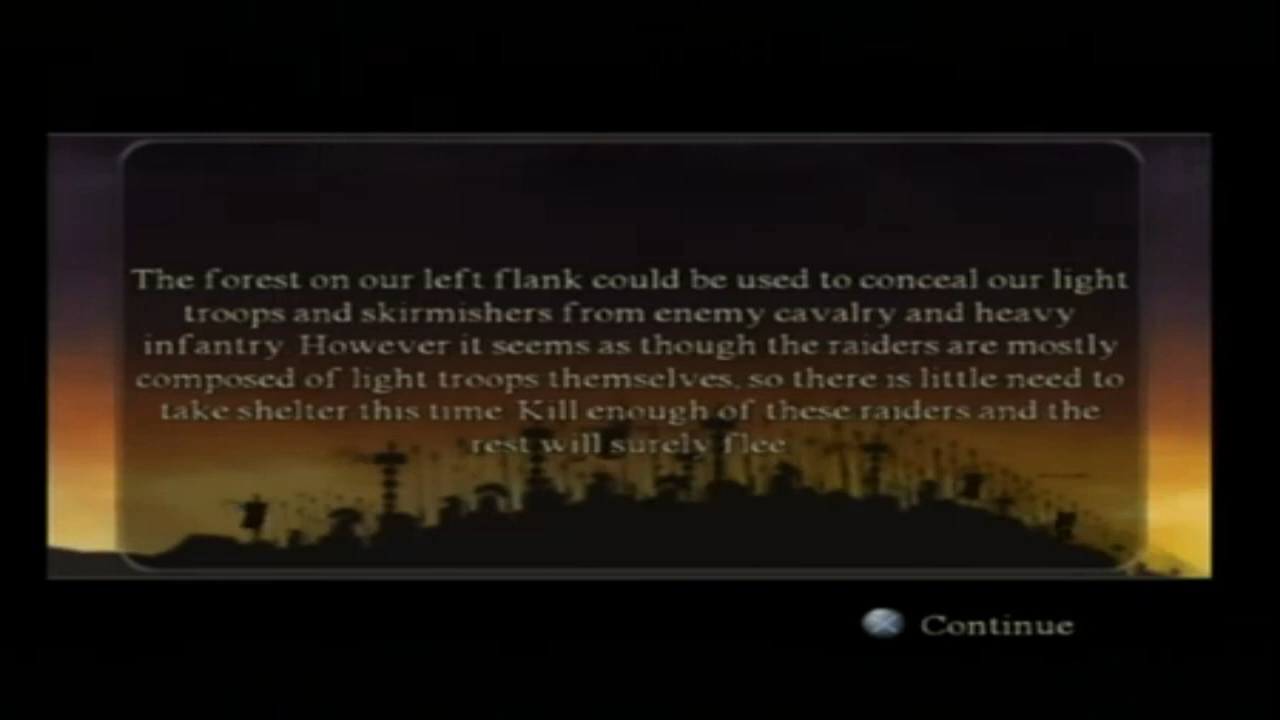 The forest on our left flank could be used to conceal our light
troops and skirmishers from enemy cavalry and heavy
infantry. However it seems as though the raiders are mostly
composed of light troops themselves, so there is little need to
take shelter this time. Kill enough of these raiders and the
rest will surely flee
Continue